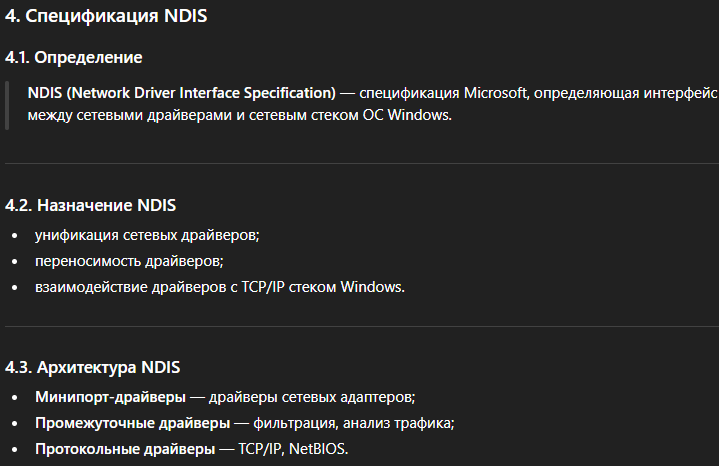 4. Спецификация NDIS
4.1. Определение
NDIS (Network Driver Interface Specification) — спецификация Microsoft, определяющая интерфейс
между сетевыми драйверами и сетевым стеком ОС Windows.
4.2. Назначение NDIS
• унификация сетевых драйверов;
• переносимость драйверов;
• взаимодействие драйверов с TCP/IP стеком Windows.
4.3. Архитектура NDIS
• Минипорт-драйверы — драйверы сетевых адаптеров;
• Промежуточные драйверы — фильтрация, анализ трафика;
• Протокольные драйверы — TCP/IP, NetBIOS.